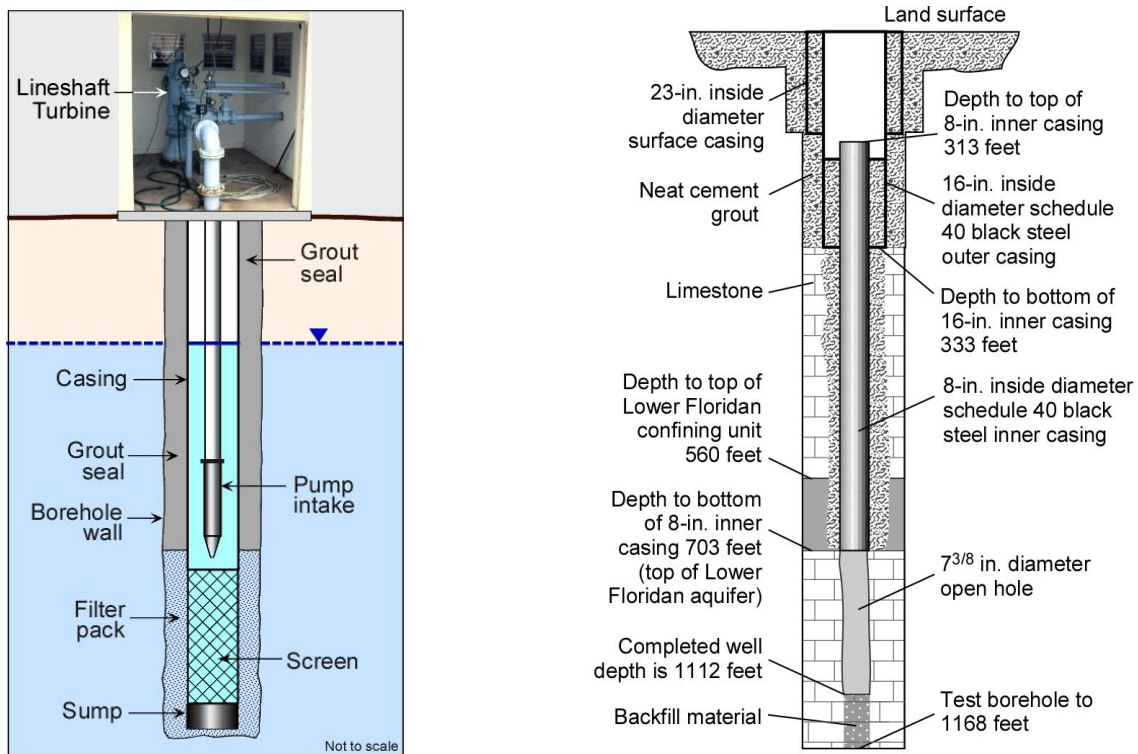 Lineshaft
Turbine
Grout
seal
Casing
Grout
seal
Pump
intake
Borehole
wall
Filter
pack
Screen
Sump
Not to scale
Land surface
23-in. inside
diameter
surface casing
Depth to top of
8-in. inner casing
313 feet
Neat cement
grout
16-in. inside
diameter schedule
40 black steel
outer casing
Limestone
Depth to bottom of
16-in. inner casing
333 feet
Depth to top of
Lower Floridan
confining unit
560 feet
8-in. inside diameter
schedule 40 black
steel inner casing
Depth to bottom
of 8-in. inner
casing 703 feet
(top of Lower
Floridan aquifer)
7 3/8 in. diameter
open hole
Completed well
depth is 1112 feet
Backfill material
Test borehole to
1168 feet